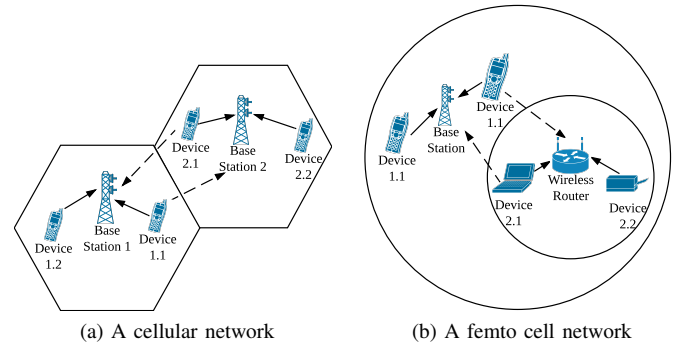 Device
2.1
Base
Station 2
Device
2.2
Device
1.2
Base
Station 1
Device
1.1
(a) A cellular network
Device
1.1
Base
Station
Device
1.1
Device
2.1
Wireless
Router
Device
2.2
(b) A femto cell network